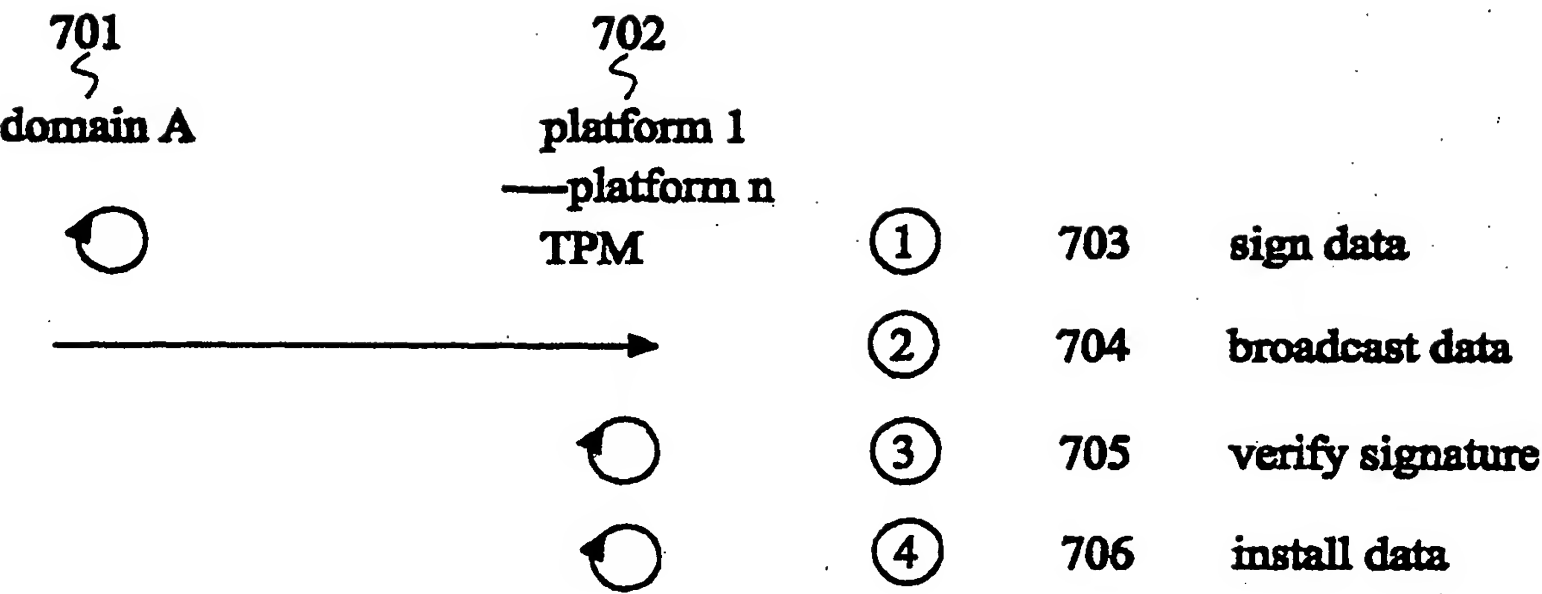 701 702
domain A platform 1
—platform n
TPM ① 703 sign data
② 704 broadcast data
③ 705 verify signature
④ 706 install data